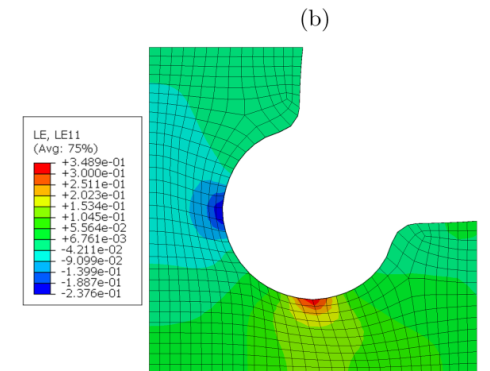 (b)
LE, LE11
(Avg: 75%)
+3.489e-01
+3.000e-01
+2.511e-01
+2.023e-01
+1.534e-01
+1.045e-01
+5.564e-02
+6.761e-03
-4.211e-02
-9.099e-02
-1.399e-01
-1.887e-01
-2.376e-01